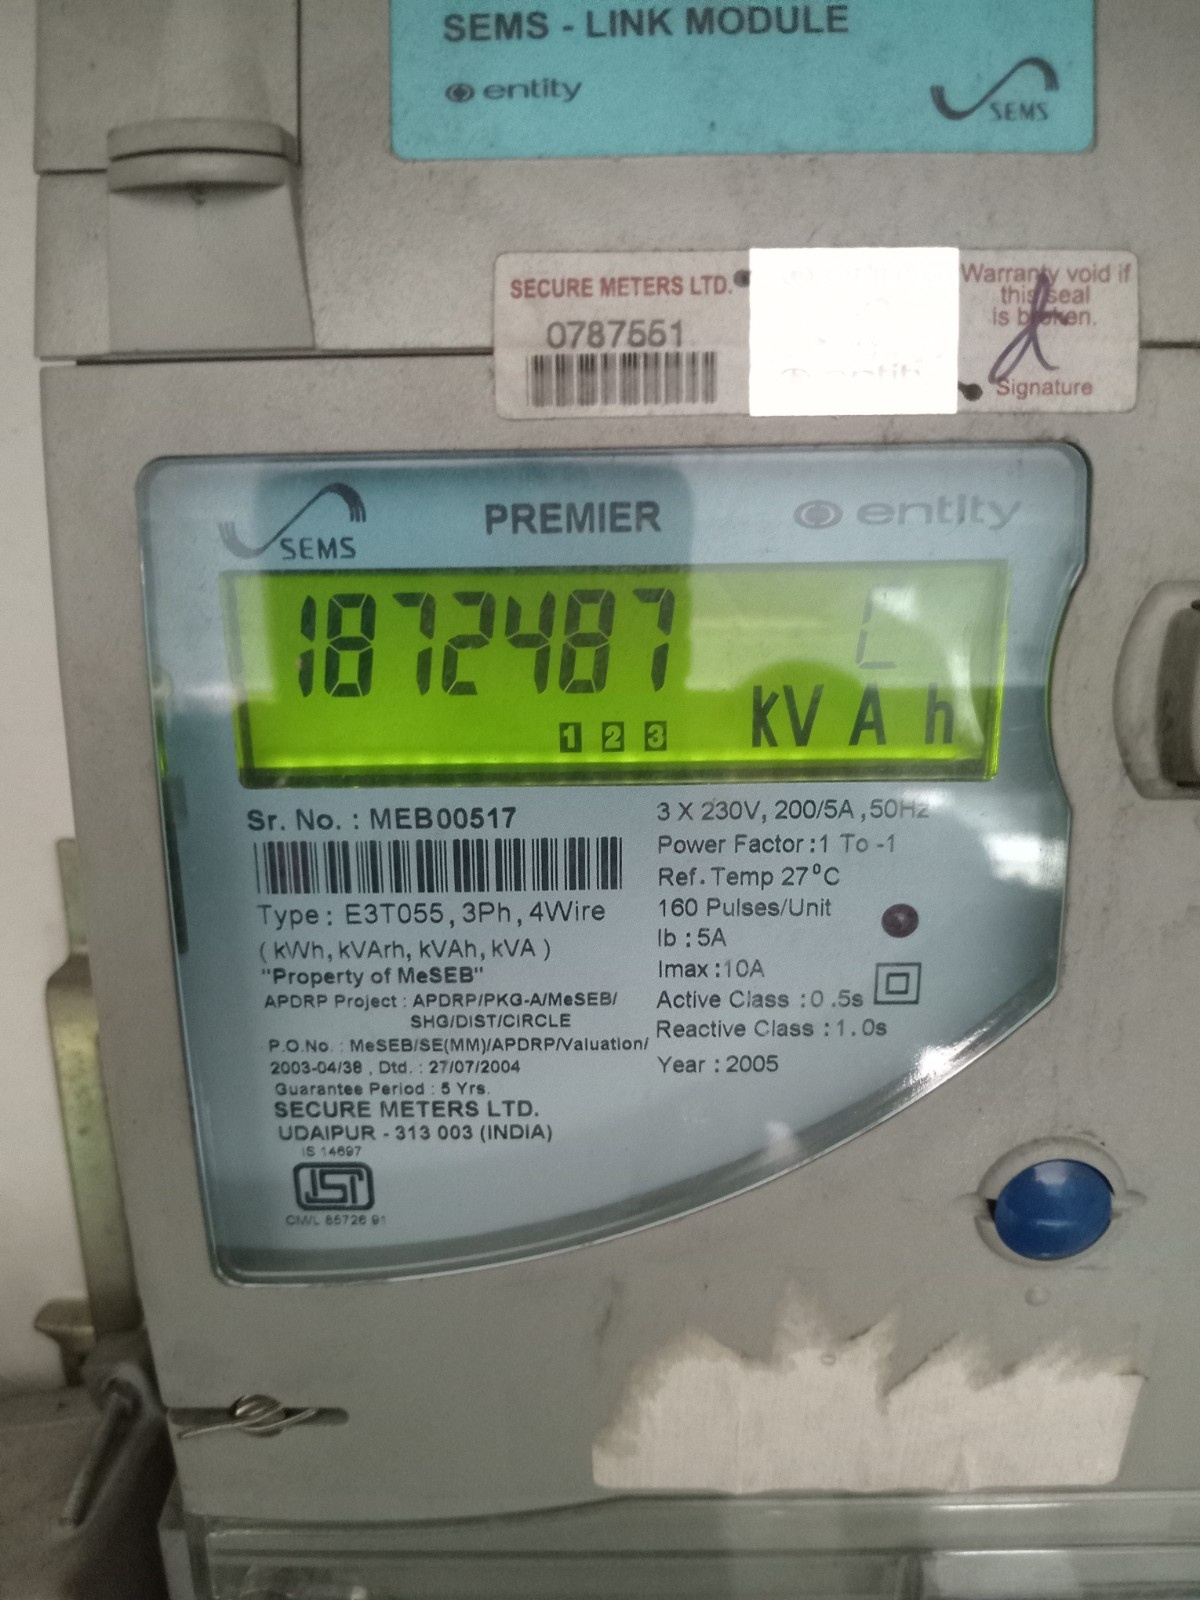 SEMS - LINK MODULE
entity
SEMS
SECURE METERS LTD.
0787551
Warranty void if
this seal
is broken.
Signature
SEMS
PREMIER
entity
1872487
L
1 2 3
kVAh
Sr. No. : MEB00517
Type : E3T055, 3Ph, 4Wire
( kWh, kVArh, kVAh, kVA )
"Property of MeSEB"
APDRP Project : APDRP/PKG-A/MeSEB/
SHG/DIST/CIRCLE
P.O.No. : MeSEB/SE(MM)/APDRP/Valuation/
2003-04/38 , Dtd. : 27/07/2004
Guarantee Period : 5 Yrs.
SECURE METERS LTD.
UDAIPUR - 313 003 (INDIA)
IS 14697
CM/L 8572691
3 X 230V, 200/5A ,50Hz
Power Factor :1 To -1
Ref. Temp 27°C
160 Pulses/Unit
Ib : 5A
Imax :10A
Active Class :0 .5s
Reactive Class : 1.0s
Year : 2005